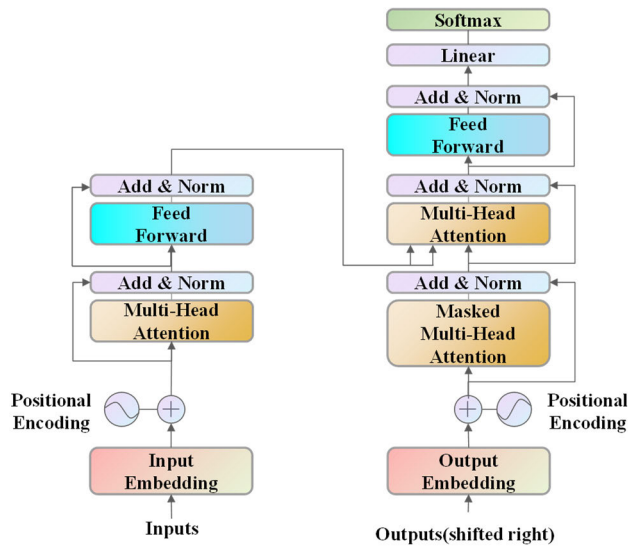 Softmax
Linear
Add & Norm
Feed
Forward
Add & Norm
Multi-Head
Attention
Add & Norm
Masked
Multi-Head
Attention
Positional
Encoding
Output
Embedding
Outputs(shifted right)
Add & Norm
Feed
Forward
Add & Norm
Multi-Head
Attention
Positional
Encoding
Input
Embedding
Inputs